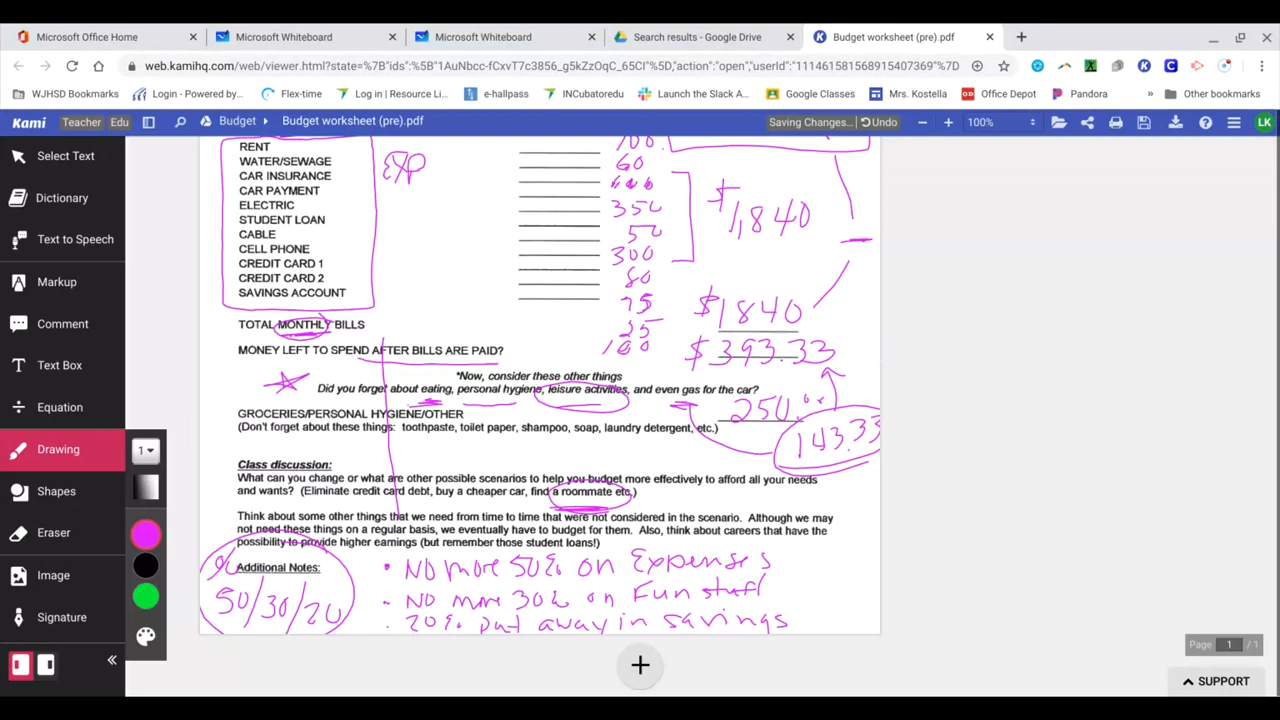 Microsoft Office Home
Microsoft Whiteboard
Microsoft Whiteboard
Search results - Google Drive
Budget worksheet (pre).pdf
web.kamihq.com/web/viewer.html?state=%7B"ids"%3A%5B"1AuNbcc-fCxvT7c3856_g5kZzOqC_65CI"%5D,"action":"open","userId":"111461581568915407369"%7D...
WJHSD Bookmarks
Login - Powered by...
Flex-time
Log in | Resource Li...
e-hallpass
INCubatoredu
Launch the Slack A...
Google Classes
Mrs. Kostella
Office Depot
Pandora
»
Other bookmarks
Kami
Teacher
Edu
Budget
Budget worksheet (pre).pdf
Saving Changes...
Undo
100%
LK
Select Text
Dictionary
Text to Speech
Markup
Comment
Text Box
Equation
Drawing
Shapes
Eraser
Image
Signature
1
RENT
WATER/SEWAGE 60
CAR INSURANCE
CAR PAYMENT
ELECTRIC 350
STUDENT LOAN
CABLE 50
CELL PHONE 300
CREDIT CARD 1
CREDIT CARD 2 80
SAVINGS ACCOUNT
EXP
75
25
100
$1,840
TOTAL MONTHLY BILLS $1840
MONEY LEFT TO SPEND AFTER BILLS ARE PAID? $393.33
*Now, consider these other things
Did you forget about eating, personal hygiene, leisure activities, and even gas for the car?
GROCERIES/PERSONAL HYGIENE/OTHER 250.00
(Don't forget about these things: toothpaste, toilet paper, shampoo, soap, laundry detergent, etc.)
143.33
Class discussion:
What can you change or what are other possible scenarios to help you budget more effectively to afford all your needs
and wants? (Eliminate credit card debt, buy a cheaper car, find a roommate etc.)
Think about some other things that we need from time to time that were not considered in the scenario. Although we may
not need these things on a regular basis, we eventually have to budget for them. Also, think about careers that have the
possibility to provide higher earnings (but remember those student loans!)
Additional Notes:
%
50/30/20
• No more 50% on Expenses
• No more 30% on Fun stuff
• 20% put away in savings
Page 1 / 1
SUPPORT